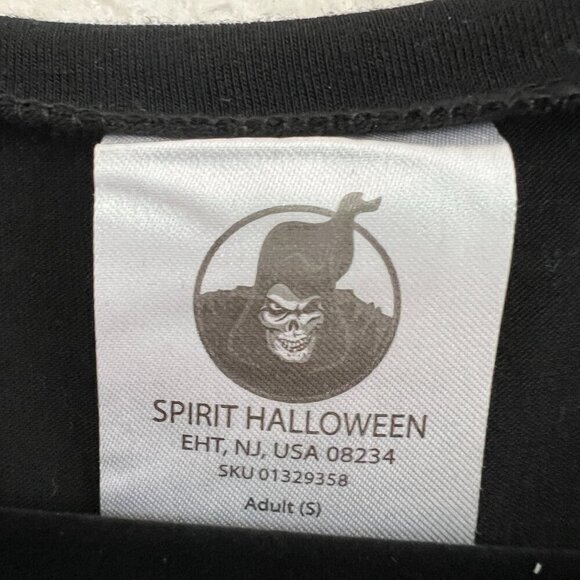 SPIRIT HALLOWEEN
EHT, NJ, USA 08234
SKU 01329358
Adult (S)